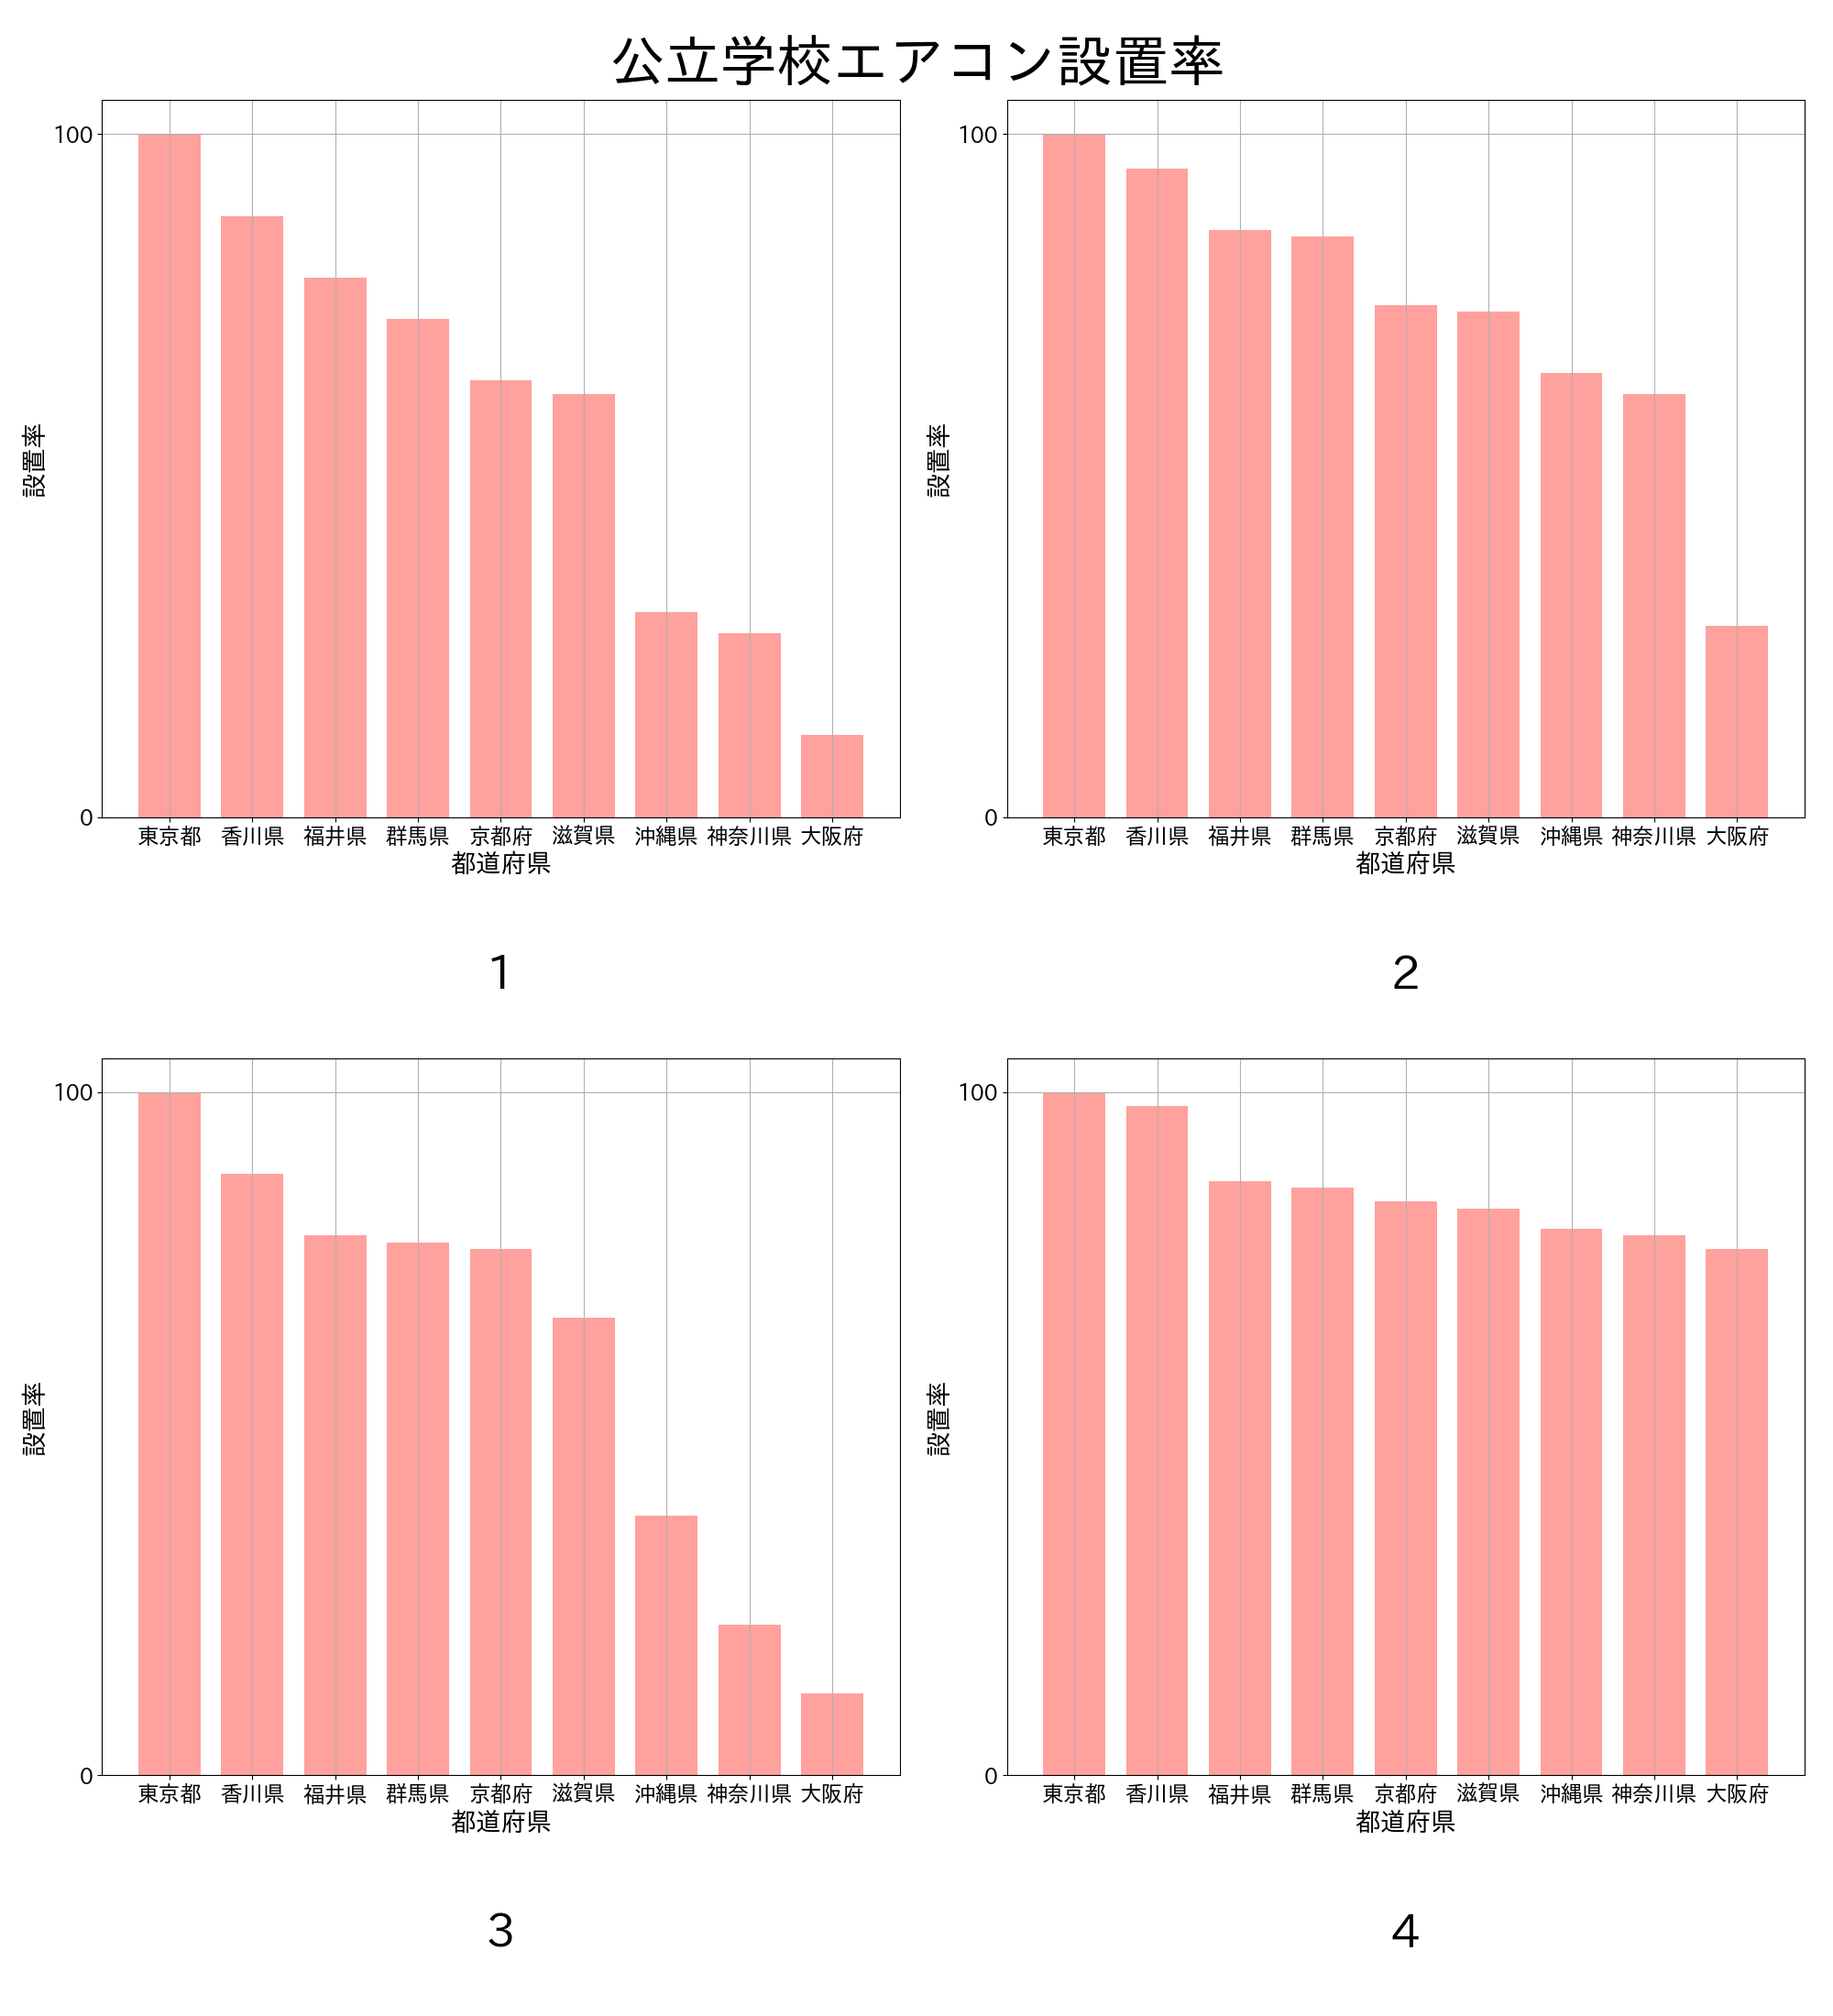 公立学校エアコン設置率
100
0
設置率
東京都 香川県 福井県 群馬県 京都府 滋賀県 沖縄県 神奈川県 大阪府
都道府県
1
100
0
設置率
東京都 香川県 福井県 群馬県 京都府 滋賀県 沖縄県 神奈川県 大阪府
都道府県
2
100
0
設置率
東京都 香川県 福井県 群馬県 京都府 滋賀県 沖縄県 神奈川県 大阪府
都道府県
3
100
0
設置率
東京都 香川県 福井県 群馬県 京都府 滋賀県 沖縄県 神奈川県 大阪府
都道府県
4